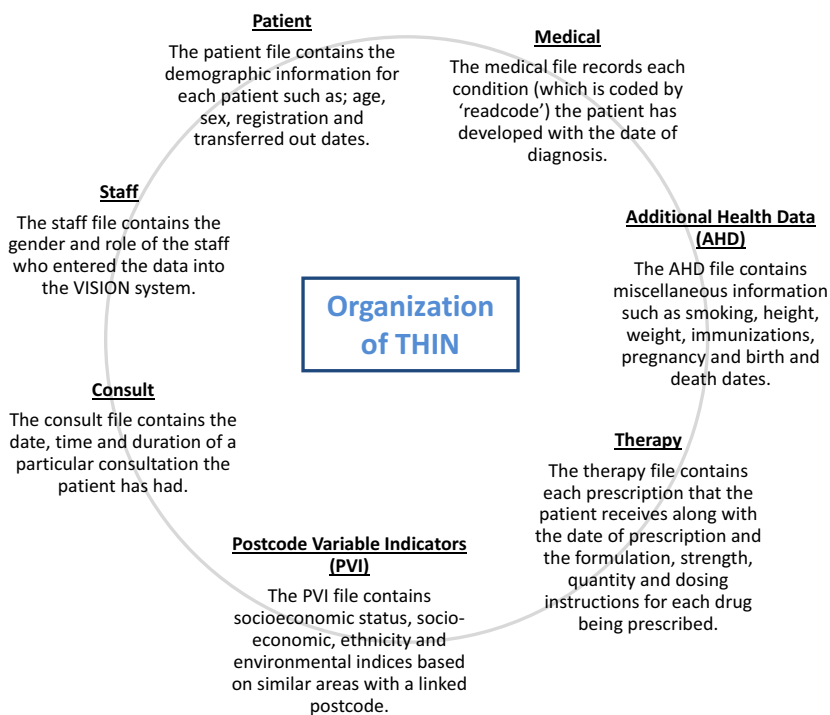 Patient
The patient file contains the
demographic information for
each patient such as; age,
sex, registration and
transferred out dates.
Medical
The medical file records each
condition (which is coded by
‘readcode’) the patient has
developed with the date of
diagnosis.
Staff
The staff file contains the
gender and role of the staff
who entered the data into
the VISION system.
Additional Health Data
(AHD)
The AHD file contains
miscellaneous information
such as smoking, height,
weight, immunizations,
pregnancy and birth and
death dates.
Organization
of THIN
Consult
The consult file contains the
date, time and duration of a
particular consultation the
patient has had.
Therapy
The therapy file contains
each prescription that the
patient receives along with
the date of prescription and
the formulation, strength,
quantity and dosing
instructions for each drug
being prescribed.
Postcode Variable Indicators
(PVI)
The PVI file contains
socioeconomic status, socio-
economic, ethnicity and
environmental indices based
on similar areas with a linked
postcode.